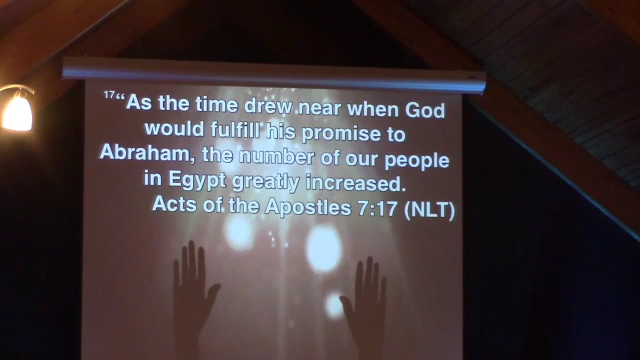 17“As the time drew near when God
would fulfill his promise to
Abraham, the number of our people
in Egypt greatly increased.
Acts of the Apostles 7:17 (NLT)